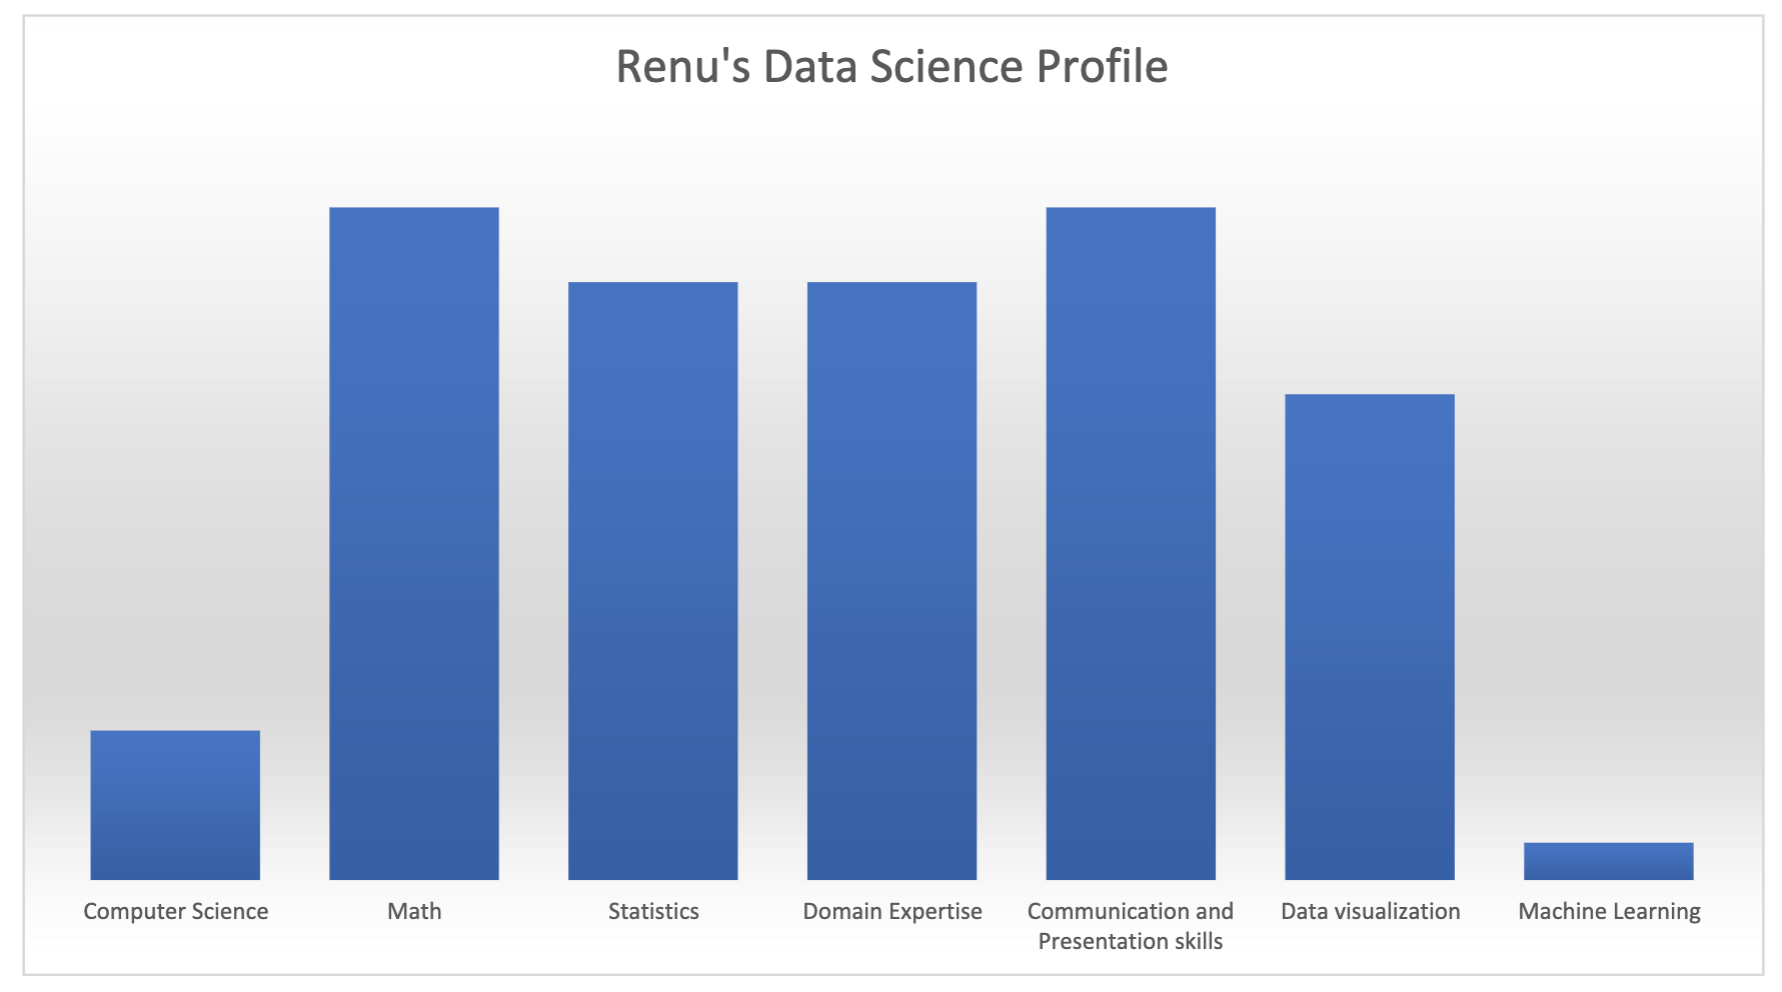 Renu's Data Science Profile
Computer Science
Math
Statistics
Domain Expertise
Communication and
Presentation skills
Data visualization
Machine Learning